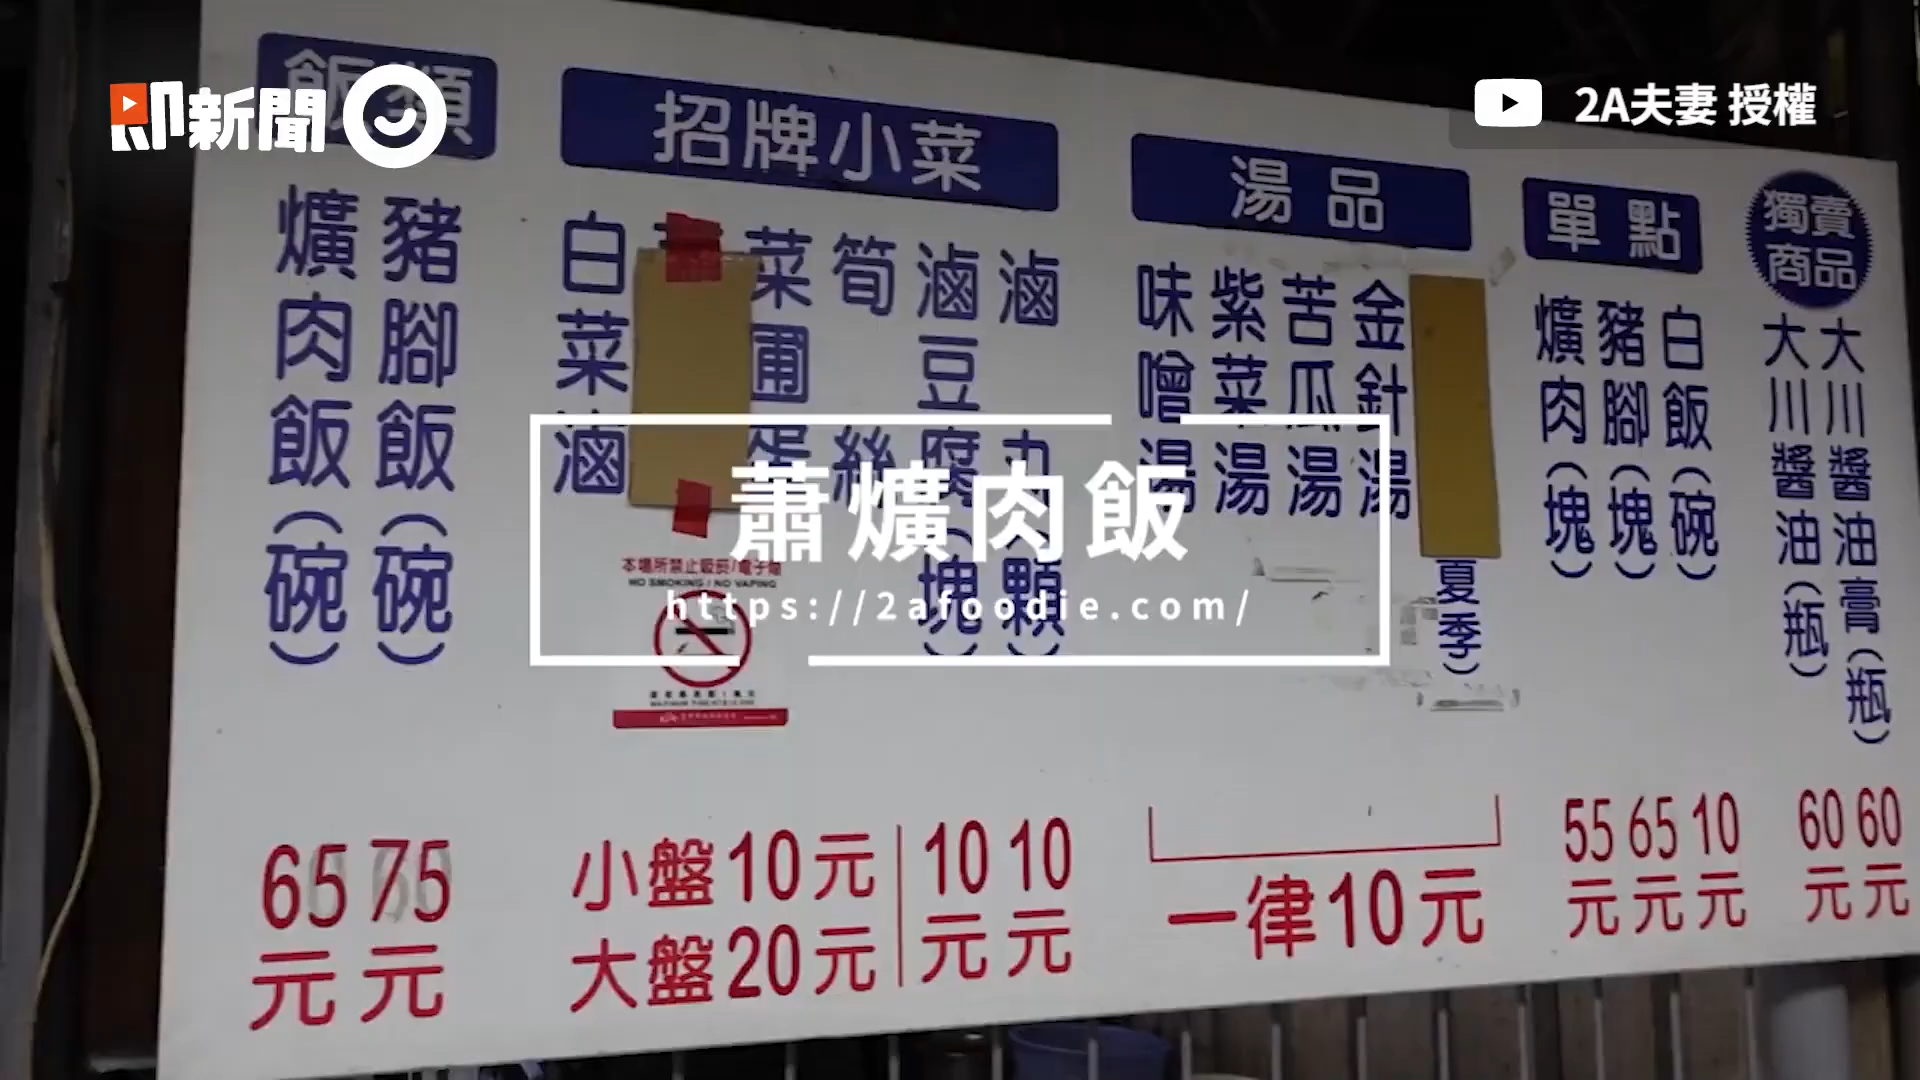 即新聞
2A夫妻 授權
飯類
爌肉飯(碗)
豬腳飯(碗)
65元
75元
招牌小菜
白菜滷
菜圃蛋
筍絲
滷豆腐(塊)
滷丸(顆)
小盤10元
大盤20元
10元
10元
湯品
味噌湯
紫菜湯
苦瓜湯
金針湯
夏季)
一律10元
單點
爌肉(塊)
豬腳(塊)
白飯(碗)
55元
65元
10元
獨賣商品
大川醬油(瓶)
大川醬油膏(瓶)
60元
60元
蕭爌肉飯
https://2afoodie.com/
本場所禁止吸菸/電子煙
NO SMOKING / NO VAPING